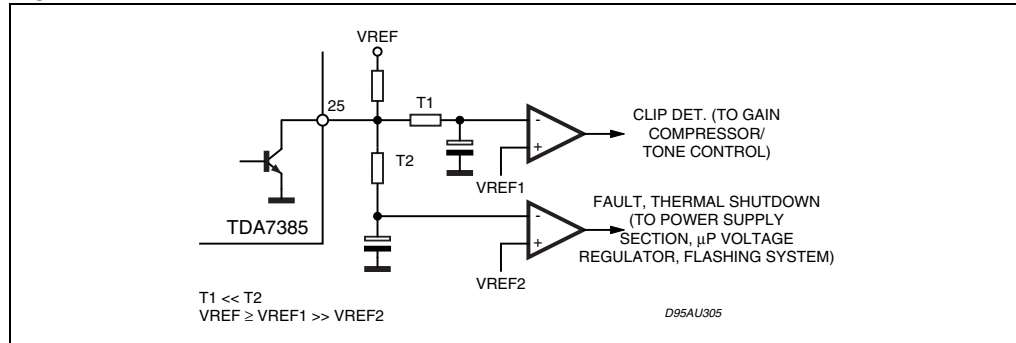 VREF
25
T1
T2
-
+
VREF1
CLIP DET. (TO GAIN
COMPRESSOR/
TONE CONTROL)
-
+
VREF2
FAULT, THERMAL SHUTDOWN
(TO POWER SUPPLY
SECTION, µP VOLTAGE
REGULATOR, FLASHING SYSTEM)
TDA7385
T1 << T2
VREF ≥ VREF1 >> VREF2
D95AU305